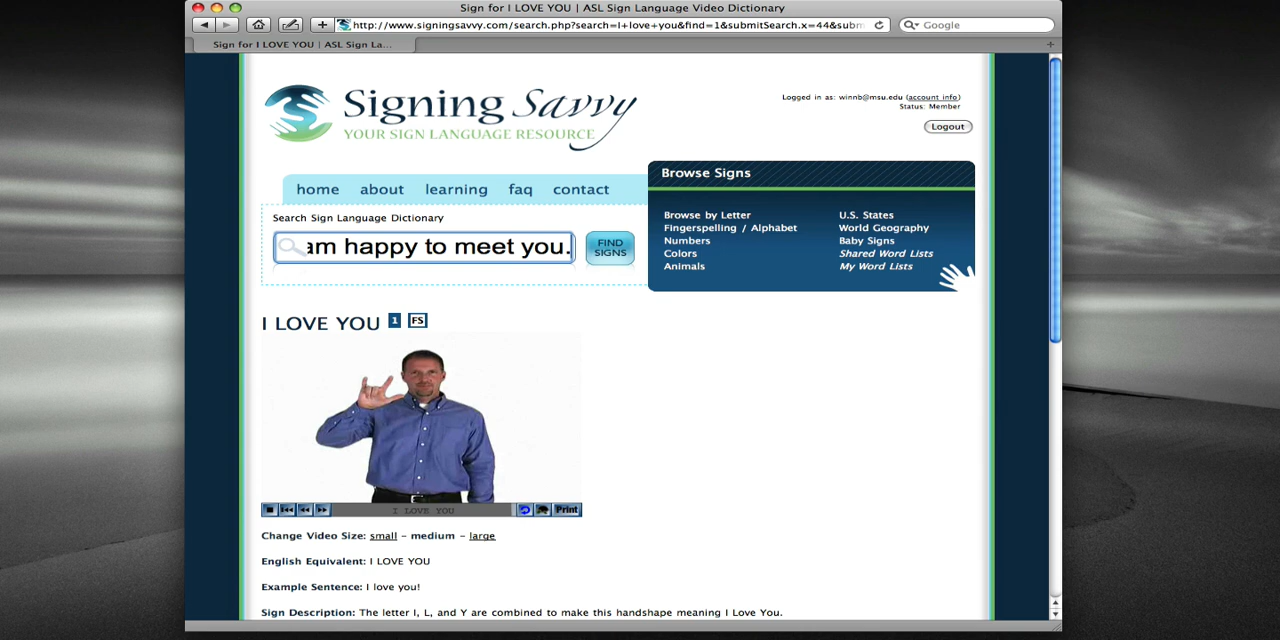 Sign for I LOVE YOU | ASL Sign Language Video Dictionary
http://www.signingsavvy.com/search.php?search=I+love+you&find=1&submitSearch.x=44&subm
Google
Sign for I LOVE YOU | ASL Sign La...
Signing Savvy
YOUR SIGN LANGUAGE RESOURCE
Logged in as: winnb@msu.edu (account info)
Status: Member
Logout
home about learning faq contact
Search Sign Language Dictionary
am happy to meet you.
FIND
SIGNS
Browse Signs
Browse by Letter
Fingerspelling / Alphabet
Numbers
Colors
Animals
U.S. States
World Geography
Baby Signs
Shared Word Lists
My Word Lists
I LOVE YOU 1 FS
I LOVE YOU
Print
Change Video Size: small - medium - large
English Equivalent: I LOVE YOU
Example Sentence: I love you!
Sign Description: The letter I, L, and Y are combined to make this handshape meaning I Love You.